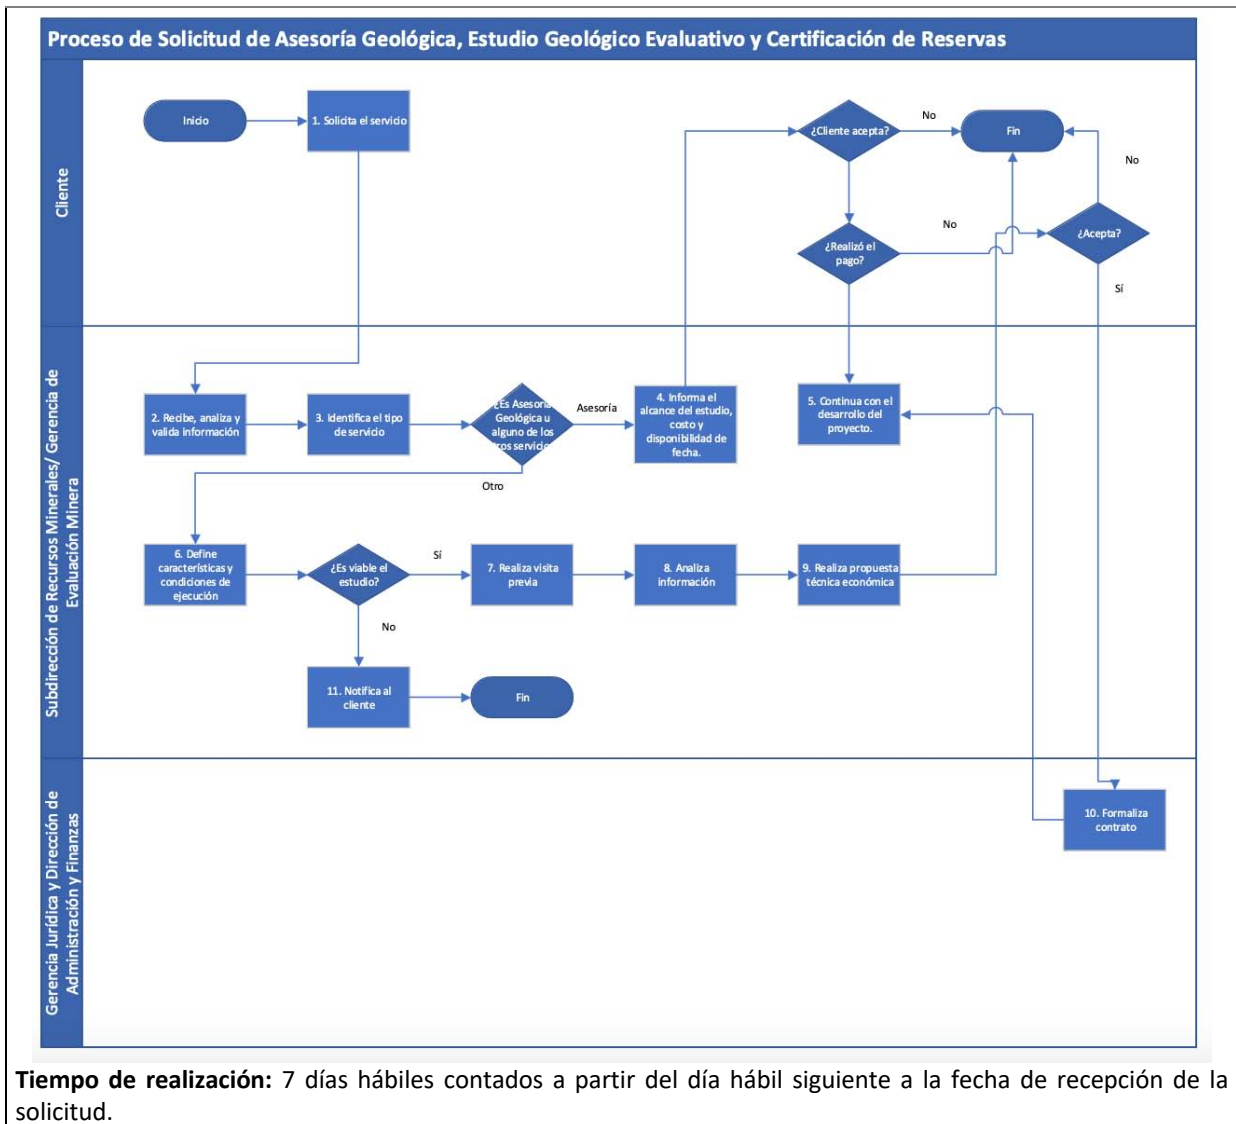 Proceso de Solicitud de Asesoría Geológica, Estudio Geológico Evaluativo y Certificación de Reservas
Cliente
Inicio
1. Solicita el servicio
¿Cliente acepta?
No
Fin
No
¿Realizó el
pago?
No
¿Acepta?
Sí
Subdirección de Recursos Minerales/ Gerencia de
Evaluación Minera
2. Recibe, analiza y
valida información
3. Identifica el tipo
de servicio
¿Es Asesoría
Geológica u
alguno de los
otros servicios
Asesoría
Otro
4. Informa el
alcance del estudio,
costo y
disponibilidad de
fecha.
5. Continua con el
desarrollo del
proyecto.
6. Define
características y
condiciones de
ejecución
¿Es viable el
estudio?
Sí
No
7. Realiza visita
previa
8. Analiza
información
9. Realiza propuesta
técnica económica
11. Notifica al
cliente
Fin
Gerencia Jurídica y Dirección de
Administración y Finanzas
10. Formaliza
contrato
Tiempo de realización: 7 días hábiles contados a partir del día hábil siguiente a la fecha de recepción de la
solicitud.